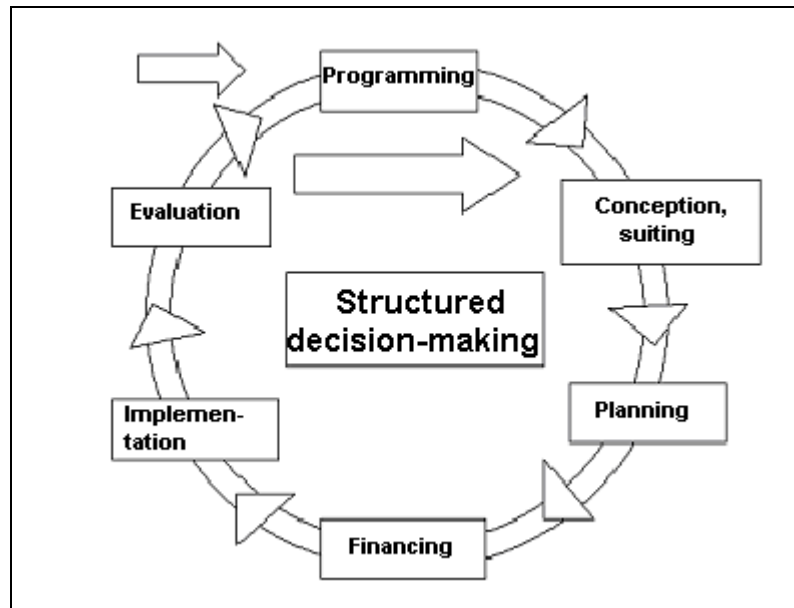 Programming
Evaluation
Conception,
suiting
Structured
decision-making
Implemen-
tation
Planning
Financing